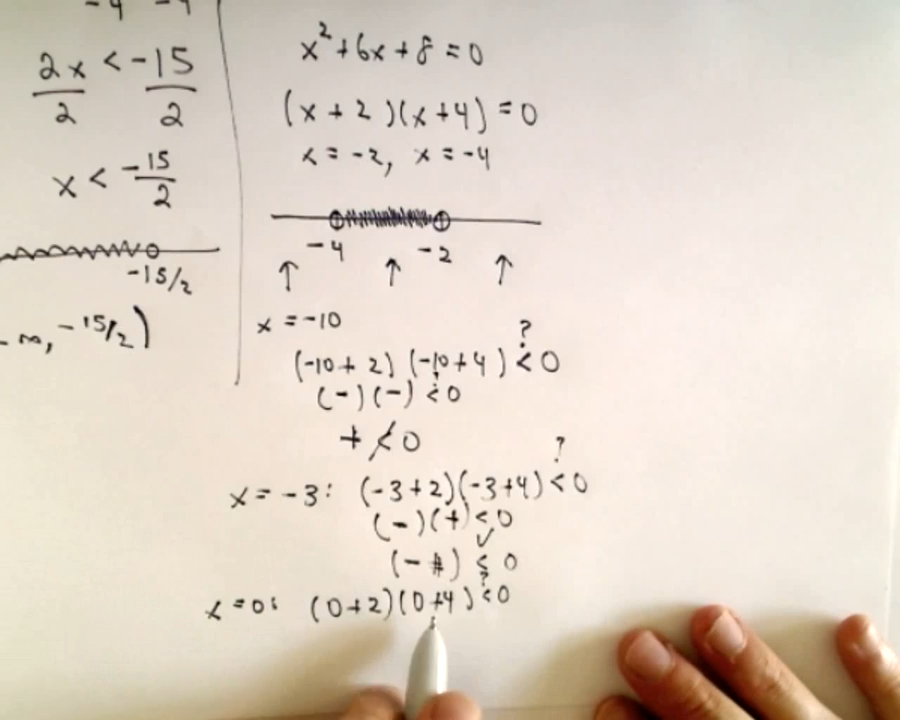 -4 -4
2x < -15
2 2
x < -15/2
-15/2
-∞, -15/2)
x² + 6x + 8 = 0
(x + 2)(x + 4) = 0
x = -2, x = -4
-4 -2
x = -10
?
(-10 + 2)(-10 + 4) < 0
(-)(-) < 0
+ ≮ 0
?
x = -3: (-3 + 2)(-3 + 4) < 0
(-)(+) < 0
✓
(- #) < 0
?
x = 0: (0 + 2)(0 + 4) < 0